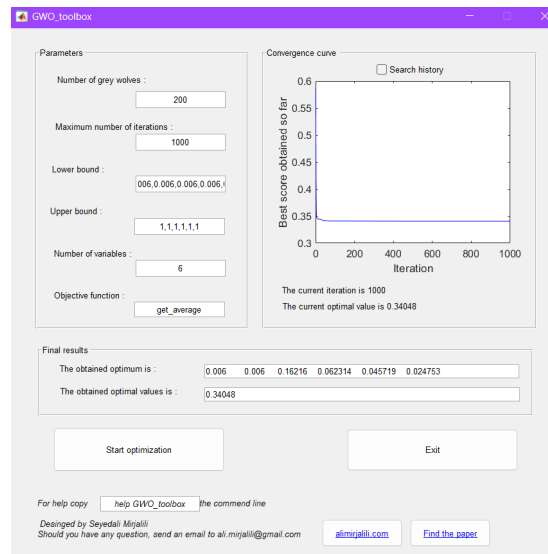 GWO_toolbox
Parameters
Number of grey wolves :
200
Maximum number of iterations :
1000
Lower bound :
006,0.006,0.006,0.006,(
Upper bound :
1,1,1,1,1,1
Number of variables :
6
Objective function :
get_average
Convergence curve
Search history
Best score obtained so far
0.6
0.55
0.5
0.45
0.4
0.35
0.3
0 200 400 600 800 1000
Iteration
The current iteration is 1000
The current optimal value is 0.34048
Final results
The obtained optimum is :
0.006 0.006 0.16216 0.062314 0.045719 0.024753
The obtained optimal values is :
0.34048
Start optimization
Exit
For help copy help GWO_toolbox the commend line
Desinged by Seyedali Mirjalili
Should you have any question, send an email to ali.mirjalili@gmail.com
alimirjalili.com
Find the paper